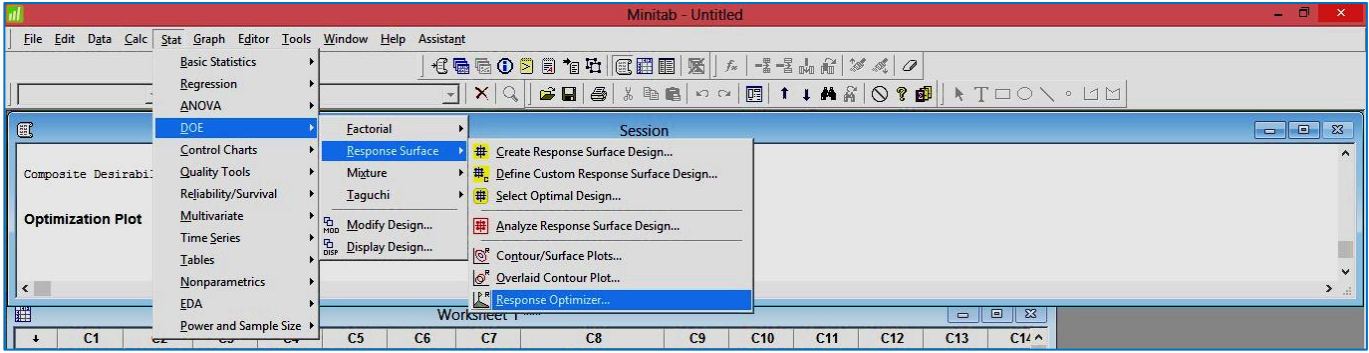 Minitab - Untitled
File Edit Data Calc Stat Graph Editor Tools Window Help Assistant
Basic Statistics
Regression
ANOVA
DOE
Control Charts
Quality Tools
Reliability/Survival
Multivariate
Time Series
Tables
Nonparametrics
EDA
Power and Sample Size
Factorial
Response Surface
Mixture
Taguchi
MOD Modify Design...
DISP Display Design...
Create Response Surface Design...
Define Custom Response Surface Design...
Select Optimal Design...
Analyze Response Surface Design...
Contour/Surface Plots...
Overlaid Contour Plot...
Response Optimizer...
Session
Composite
Optimization Plot
Worksheet 1
C1 C5 C6 C7 C8 C9 C10 C11 C12 C13